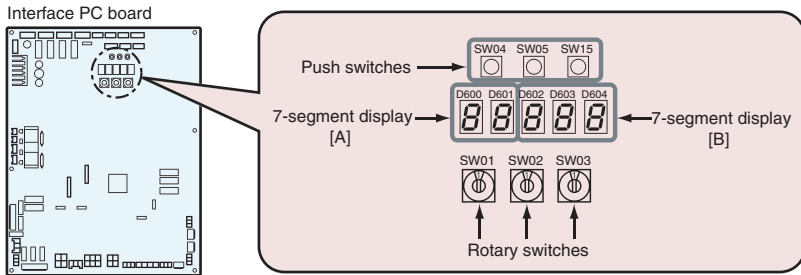 Interface PC board
SW04 SW05 SW15
Push switches
D600 D601 D602 D603 D604
7-segment display
[A]
7-segment display
[B]
SW01 SW02 SW03
Rotary switches